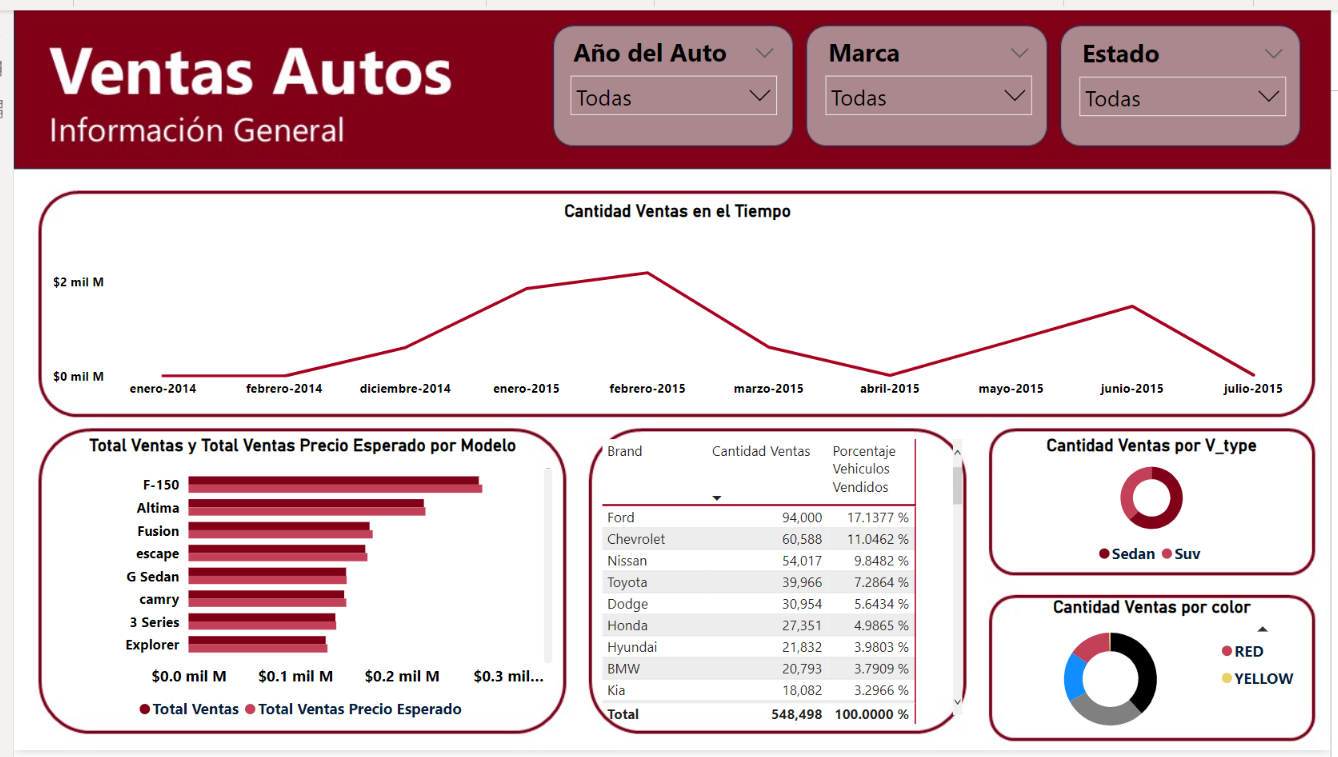 Ventas Autos
Información General
Año del Auto
Todas
Marca
Todas
Estado
Todas
Cantidad Ventas en el Tiempo
$2 mil M
$0 mil M
enero-2014 febrero-2014 diciembre-2014 enero-2015 febrero-2015 marzo-2015 abril-2015 mayo-2015 junio-2015 julio-2015
Total Ventas y Total Ventas Precio Esperado por Modelo
F-150
Altima
Fusion
escape
G Sedan
camry
3 Series
Explorer
$0.0 mil M $0.1 mil M $0.2 mil M $0.3 mil...
Total Ventas Total Ventas Precio Esperado
Brand Cantidad Ventas Porcentaje
Vehiculos
Vendidos
Ford 94,000 17.1377 %
Chevrolet 60,588 11.0462 %
Nissan 54,017 9.8482 %
Toyota 39,966 7.2864 %
Dodge 30,954 5.6434 %
Honda 27,351 4.9865 %
Hyundai 21,832 3.9803 %
BMW 20,793 3.7909 %
Kia 18,082 3.2966 %
Total 548,498 100.0000 %
Cantidad Ventas por V_type
Sedan Suv
Cantidad Ventas por color
RED
YELLOW